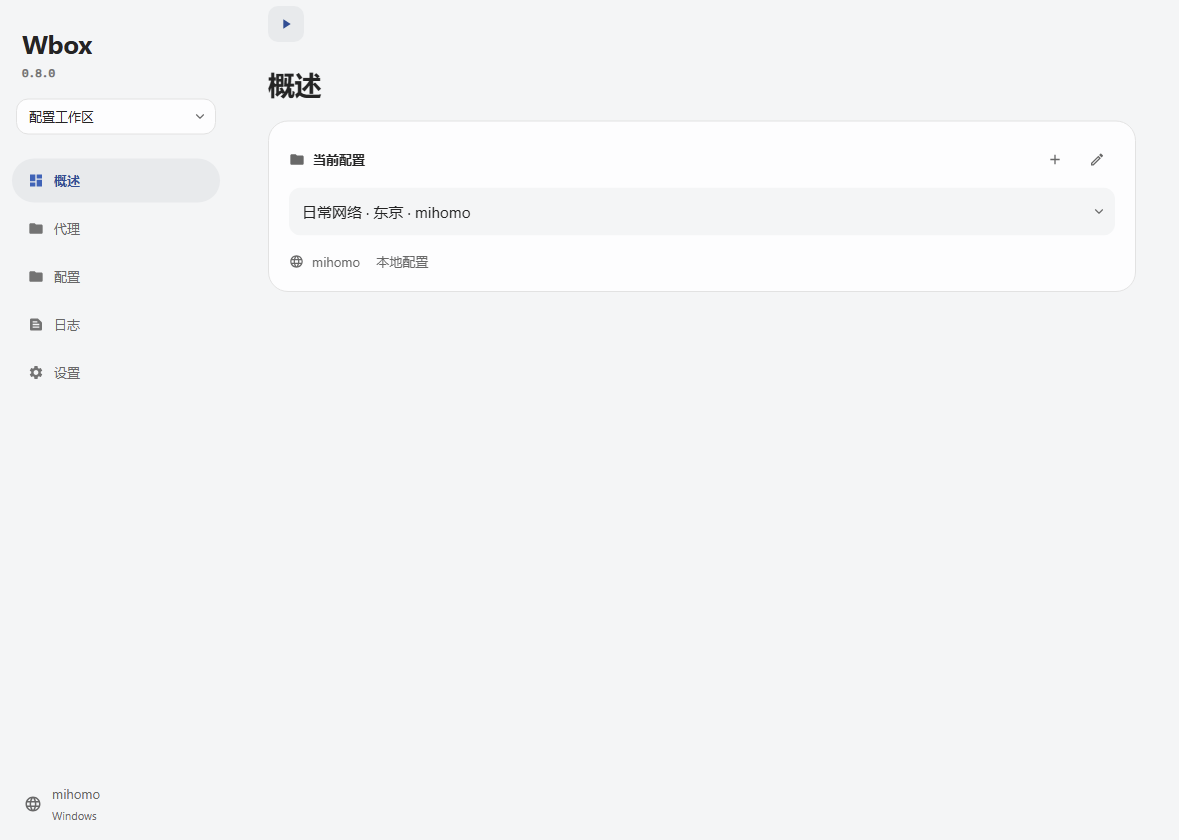 Wbox
0.8.0
配置工作区
概述
代理
配置
日志
设置
mihomo
Windows
概述
当前配置
日常网络 · 东京 · mihomo
mihomo 本地配置